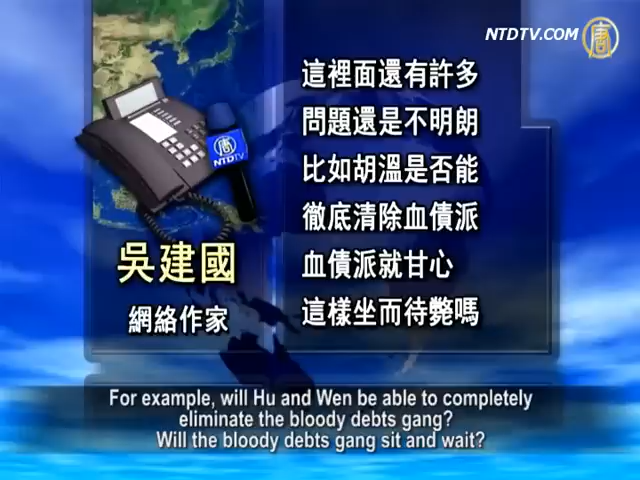 NTDTV.COM
唐
這裡面還有許多
問題還是不明朗
比如胡溫是否能
徹底清除血債派
血債派就甘心
這樣坐而待斃嗎
唐
NTDTV
吳建國
網絡作家
For example, will Hu and Wen be able to completely
eliminate the bloody debts gang?
Will the bloody debts gang sit and wait?